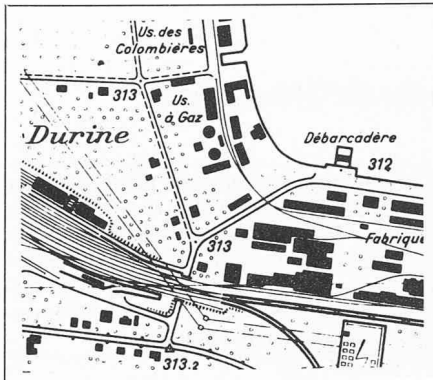 Us. des
Colombières
313
Us.
à Gaz
Durine
Débarcadère
312
313
Fabrique
313.2